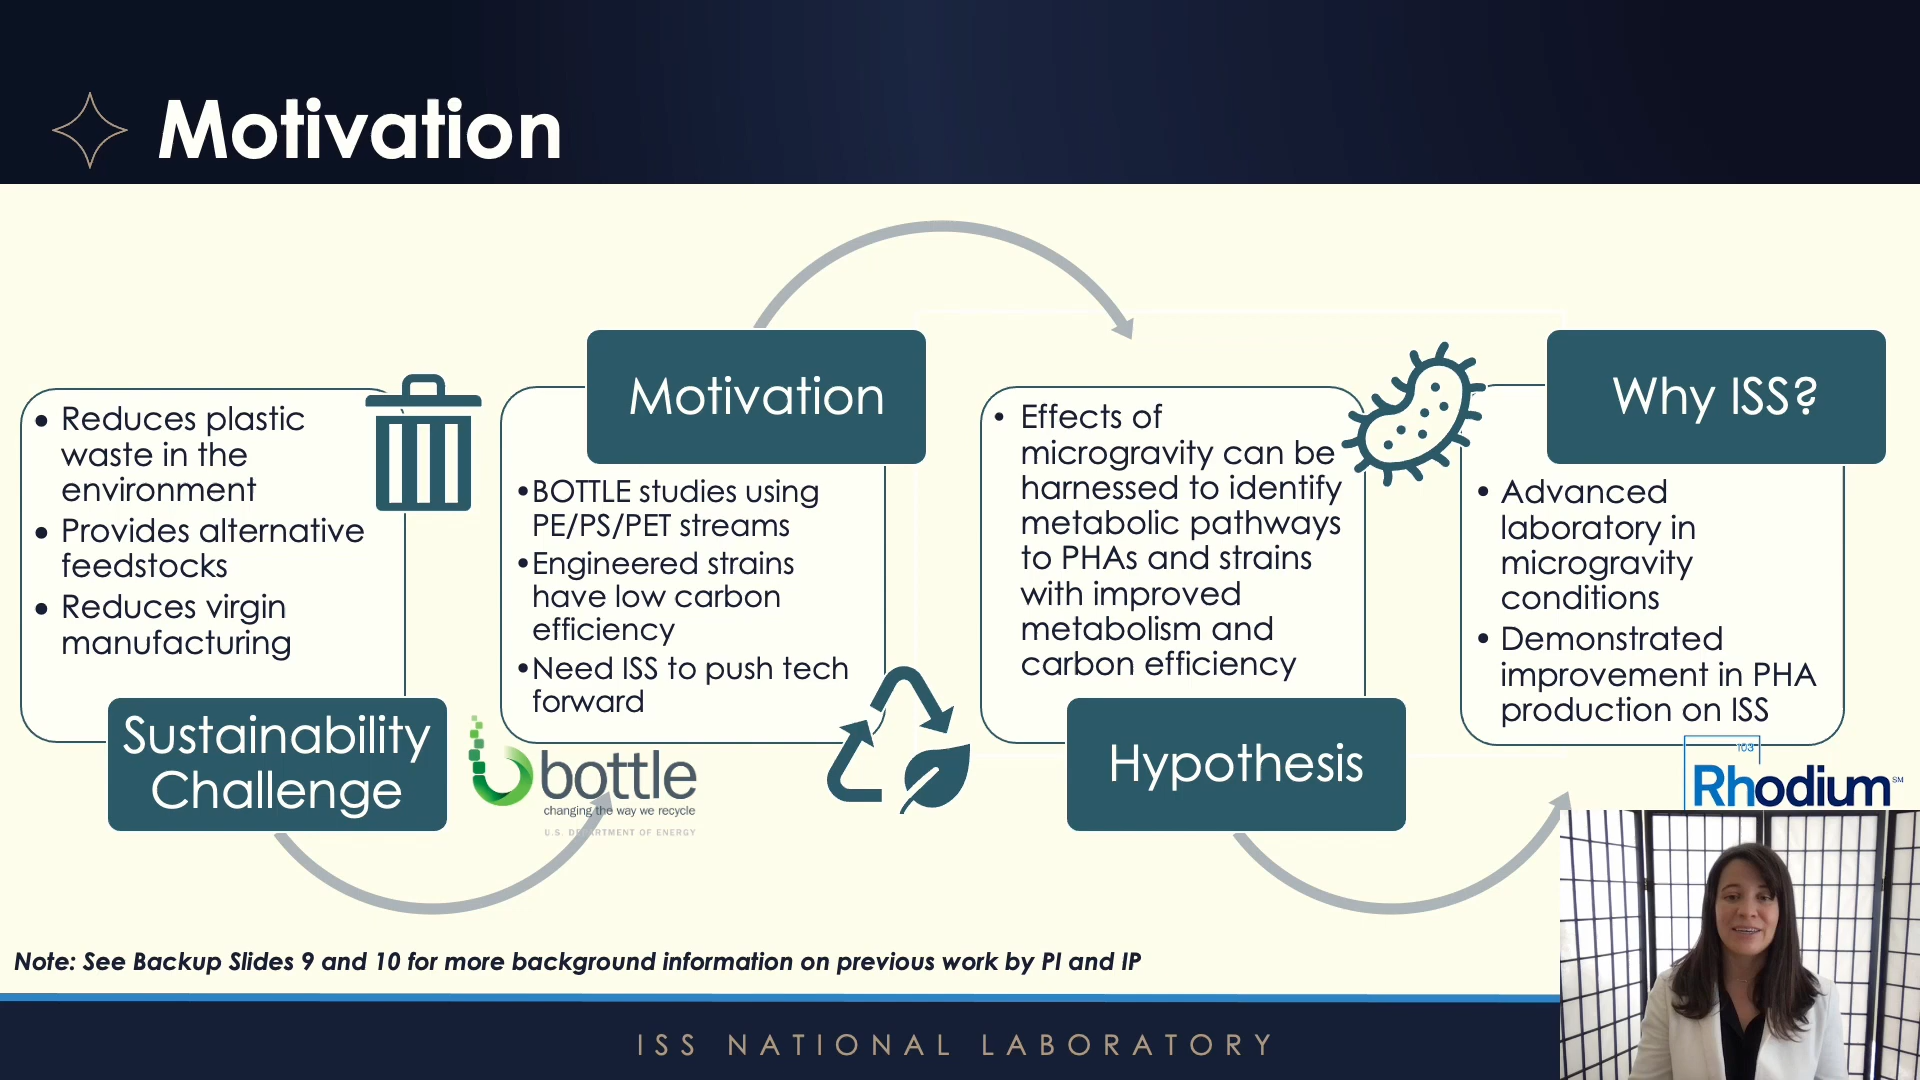 Motivation
• Reduces plastic
waste in the
environment
• Provides alternative
feedstocks
• Reduces virgin
manufacturing
Sustainability
Challenge
Motivation
•BOTTLE studies using
PE/PS/PET streams
•Engineered strains
have low carbon
efficiency
•Need ISS to push tech
forward
bottle
changing the way we recycle
U.S. DEPARTMENT OF ENERGY
• Effects of
microgravity can be
harnessed to identify
metabolic pathways
to PHAs and strains
with improved
metabolism and
carbon efficiency
Hypothesis
Why ISS?
• Advanced
laboratory in
microgravity
conditions
• Demonstrated
improvement in PHA
production on ISS
103
Rhodium℠
Note: See Backup Slides 9 and 10 for more background information on previous work by PI and IP
ISS NATIONAL LABORATORY